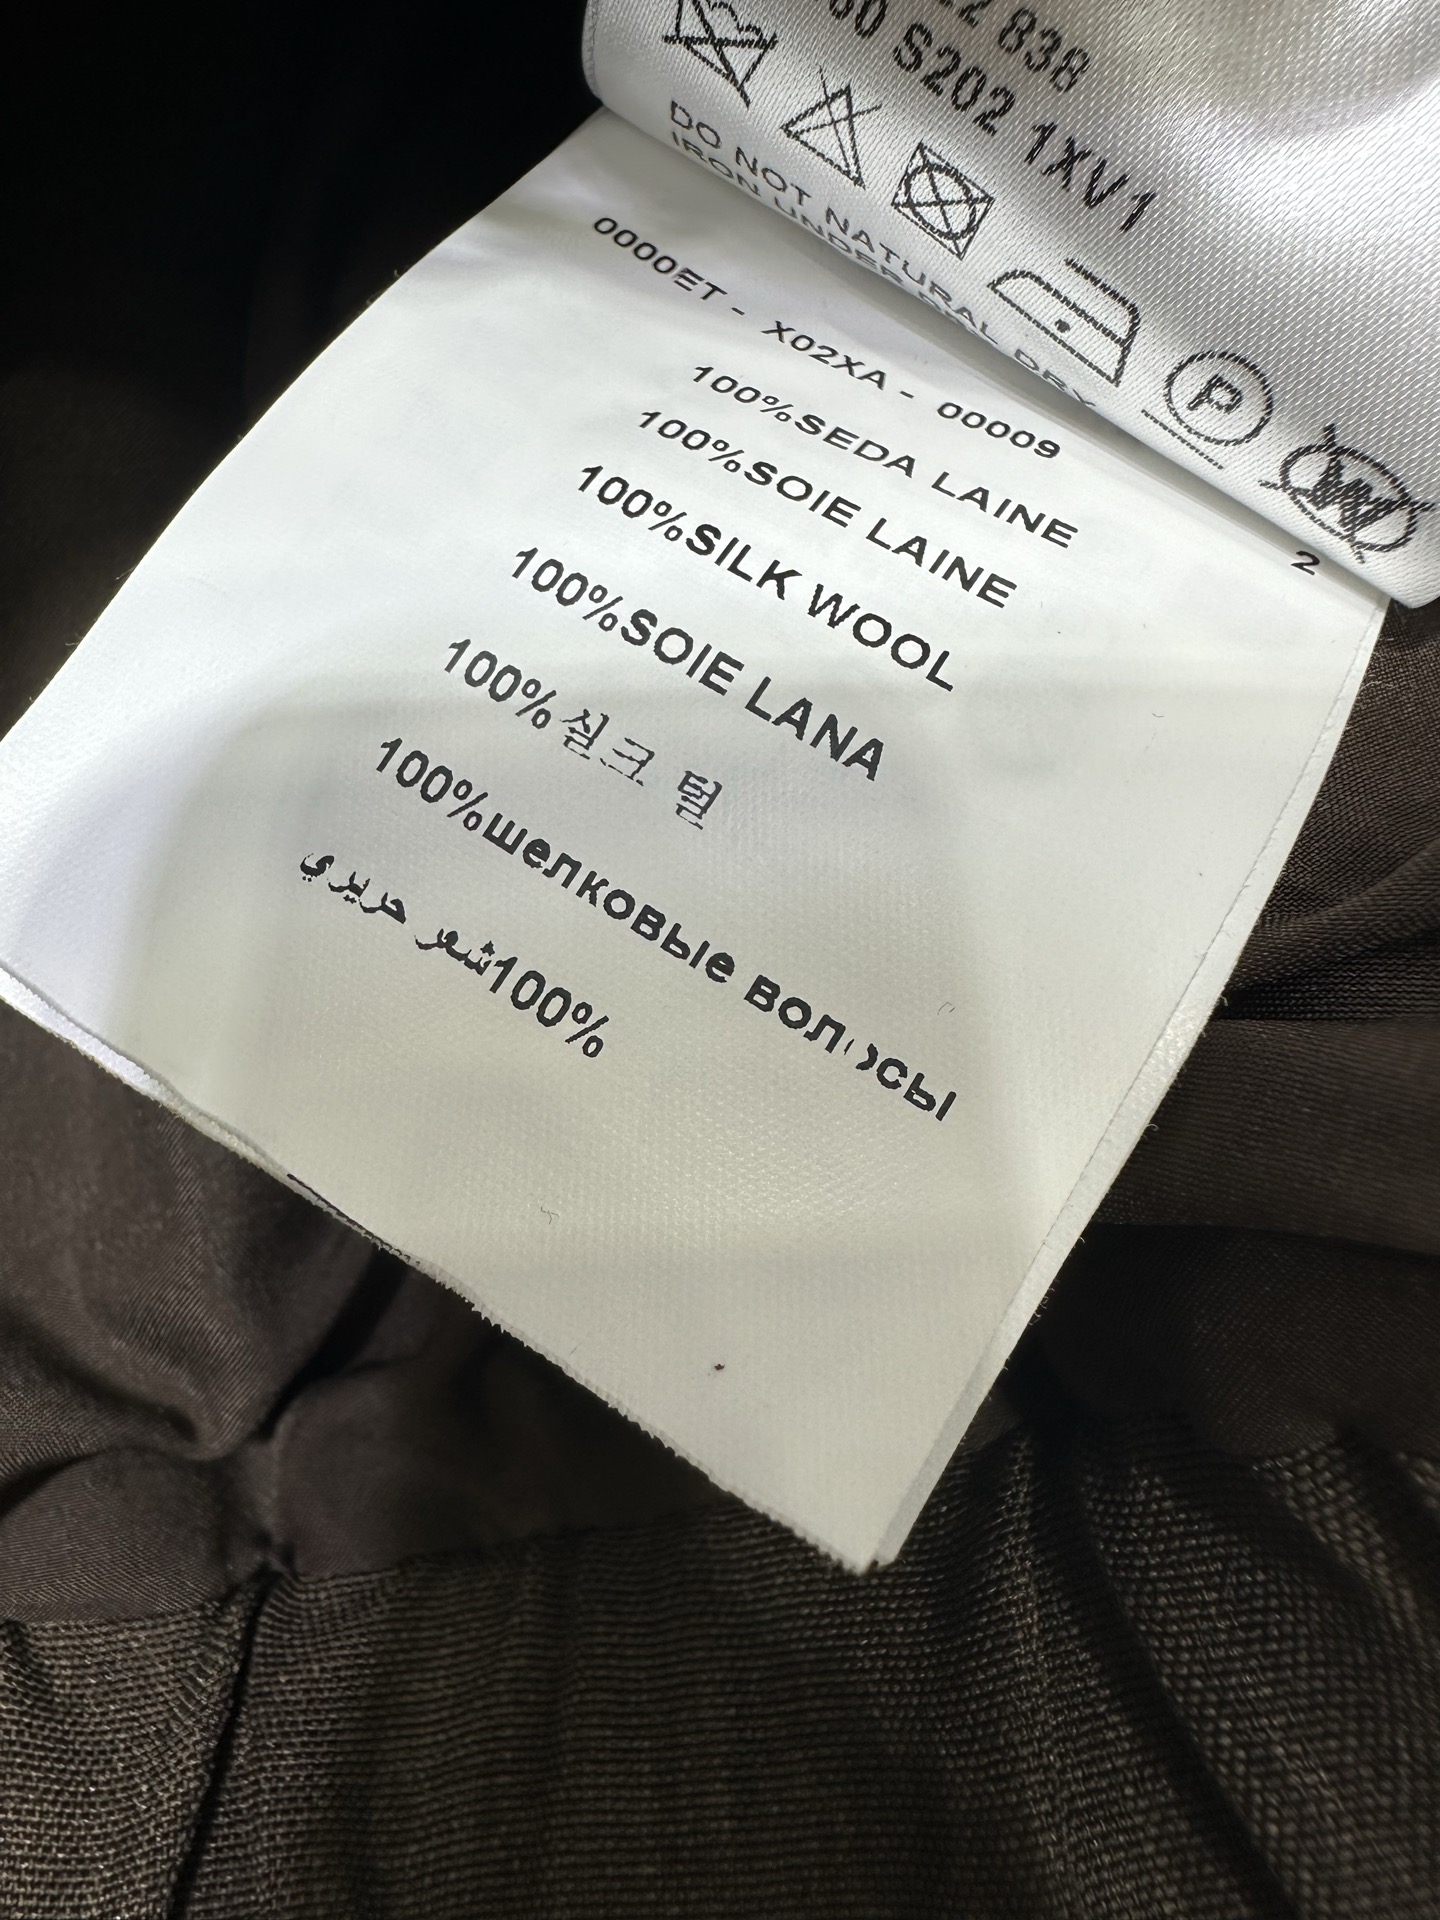 838
S202 1XV1
DO NOT NATURAL DRY
IRON UNDER
P
W
2
0000ET - X02XA - 00009
100%SEDA LAINE
100%SOIE LAINE
100%SILK WOOL
100%SOIE LANA
100%실크 털
100%шелковые волосы
100%شعر حريري